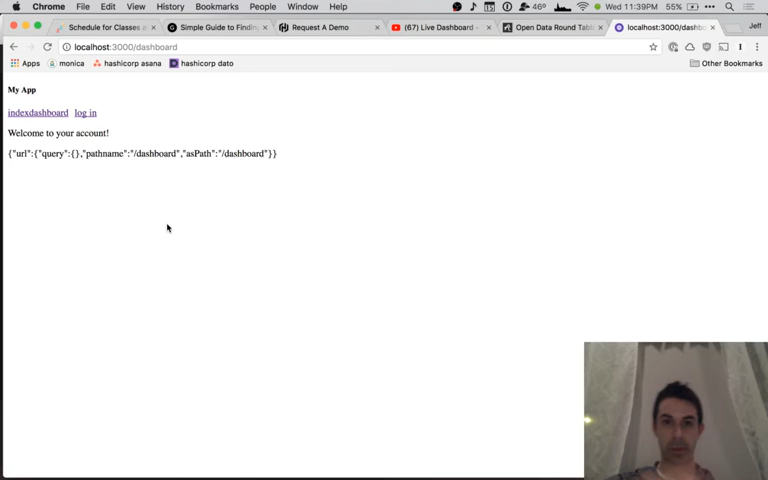 Chrome File Edit View History Bookmarks People Window Help 46° Wed 11:39PM 55%
Schedule for Classes Simple Guide to Findin Request A Demo (67) Live Dashboard - Open Data Round Tabl localhost:3000/dashbo Jeff
localhost:3000/dashboard
Apps monica hashicorp asana hashicorp dato Other Bookmarks
My App
indexdashboard log in
Welcome to your account!
{"url":{"query":{},"pathname":"/dashboard","asPath":"/dashboard"}}